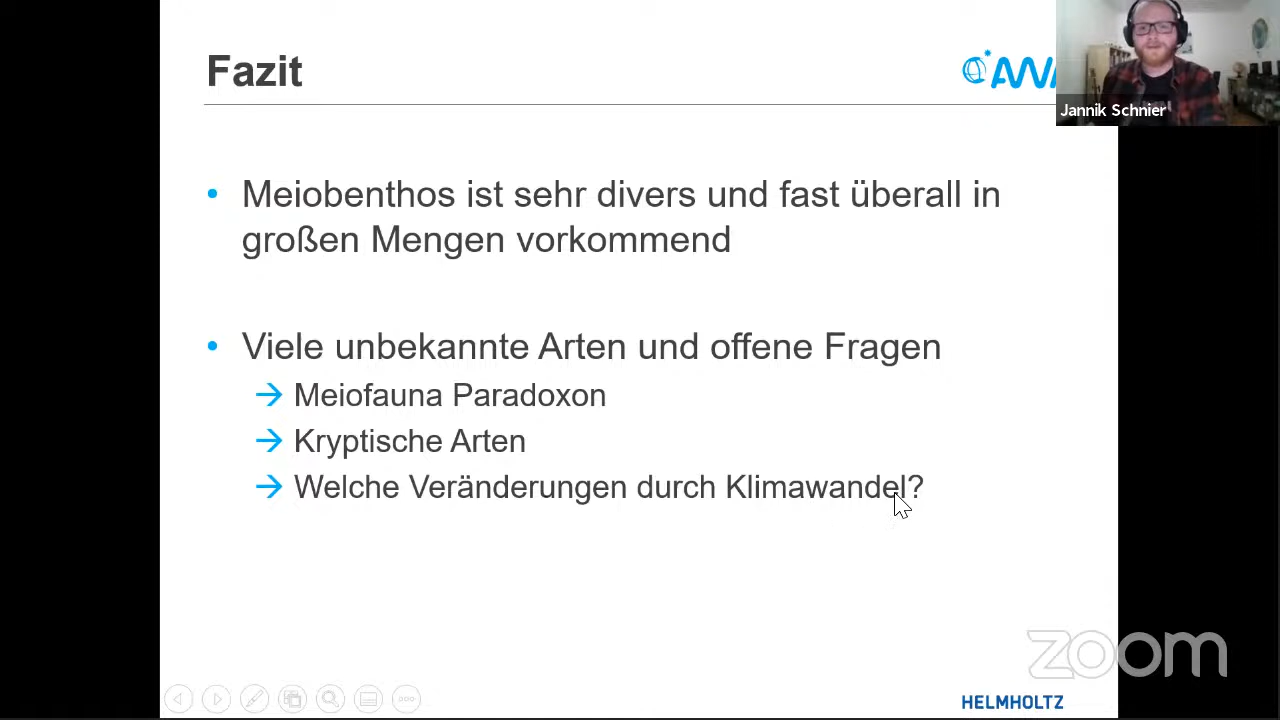 Fazit
Jannik Schnier
• Meiobenthos ist sehr divers und fast überall in
großen Mengen vorkommend
• Viele unbekannte Arten und offene Fragen
→ Meiofauna Paradoxon
→ Kryptische Arten
→ Welche Veränderungen durch Klimawandel?
zoom
HELMHOLTZ